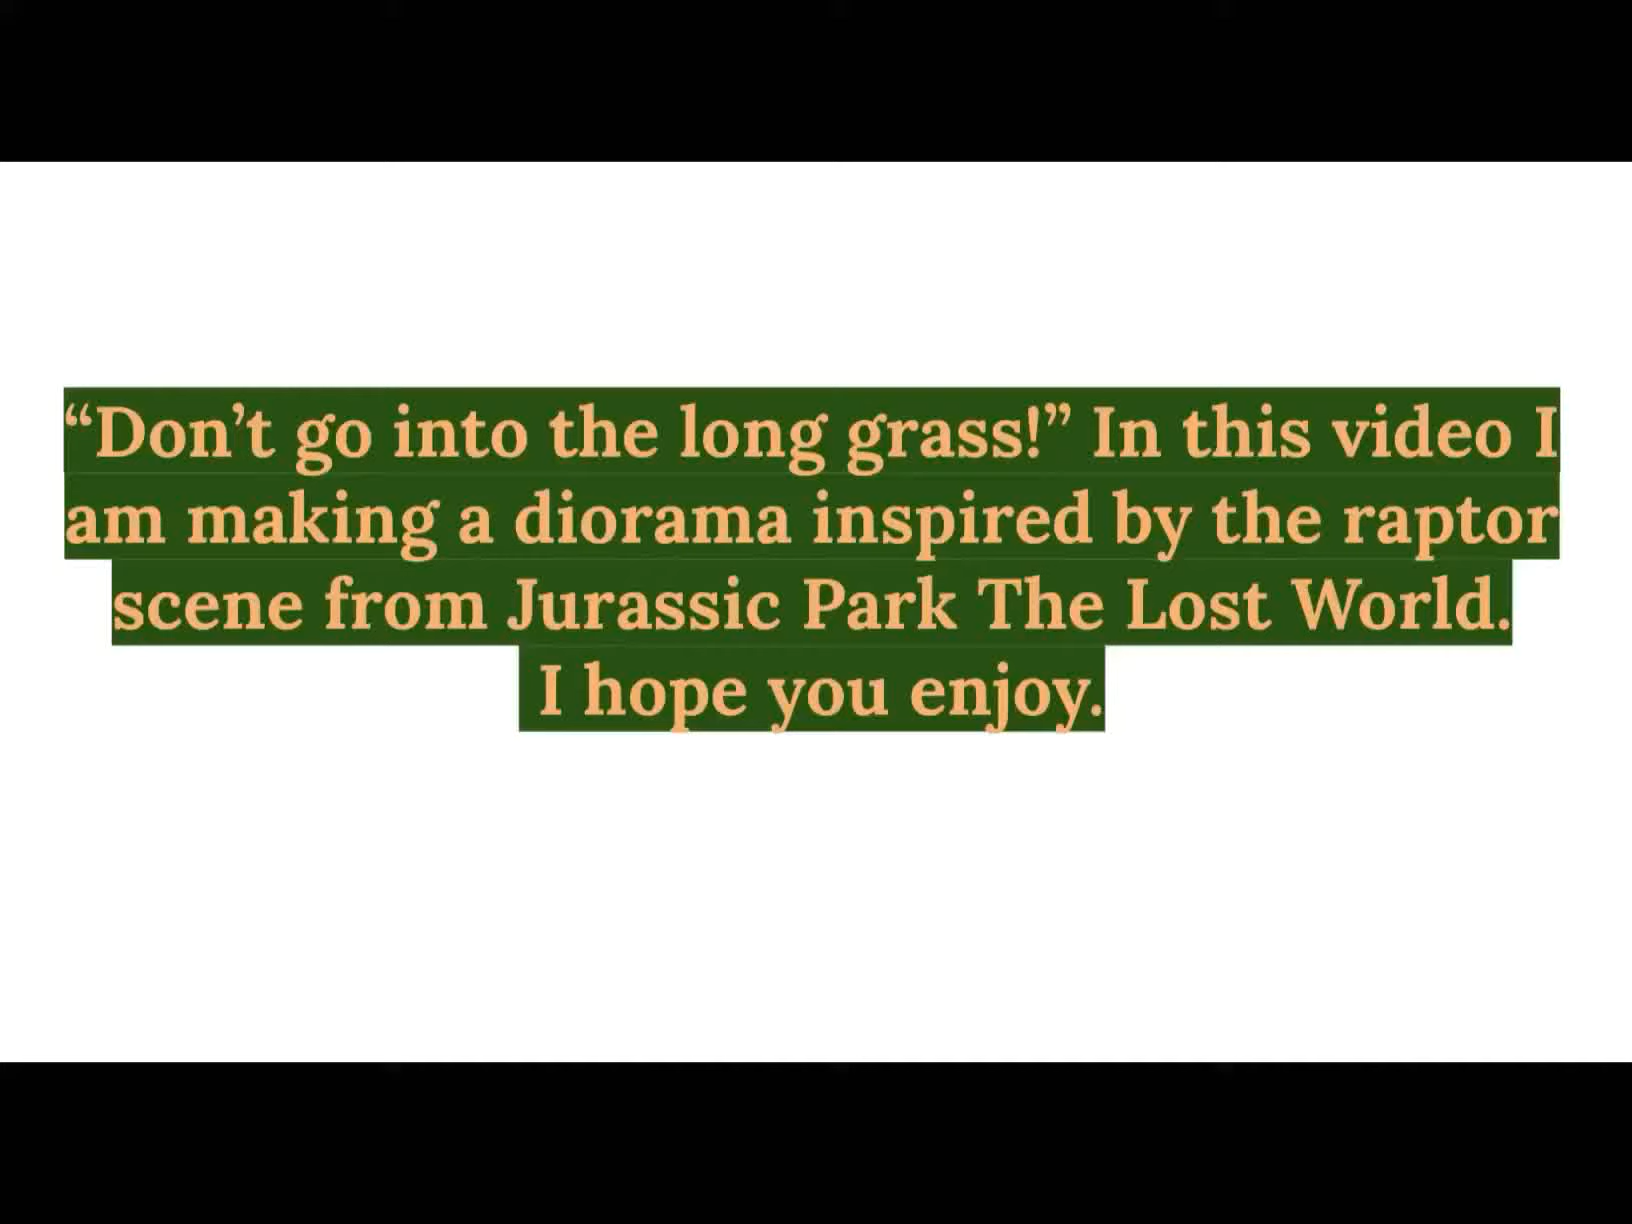 “Don’t go into the long grass!” In this video I
am making a diorama inspired by the raptor
scene from Jurassic Park The Lost World.
I hope you enjoy.